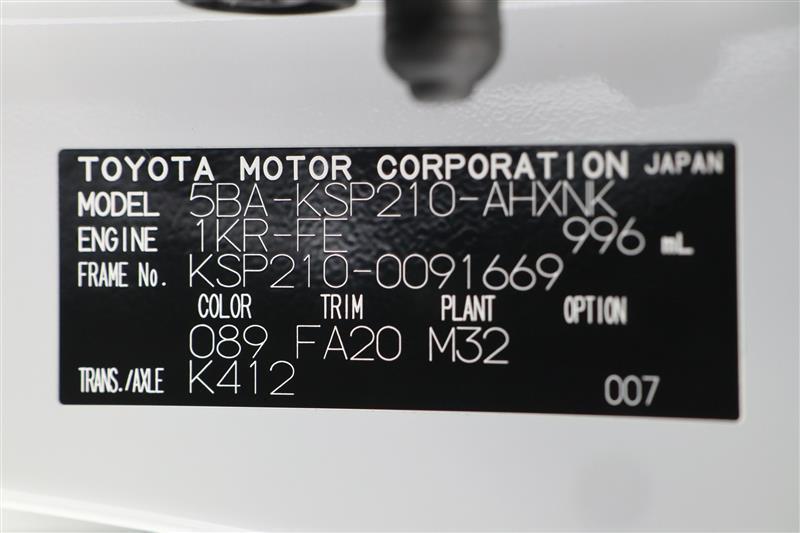 TOYOTA MOTOR CORPORATION JAPAN
MODEL 5BA-KSP210-AHXNK
ENGINE 1KR-FE 996 mL
FRAME No. KSP210-0091669
COLOR TRIM PLANT OPTION
089 FA20 M32
TRANS./AXLE K412 007